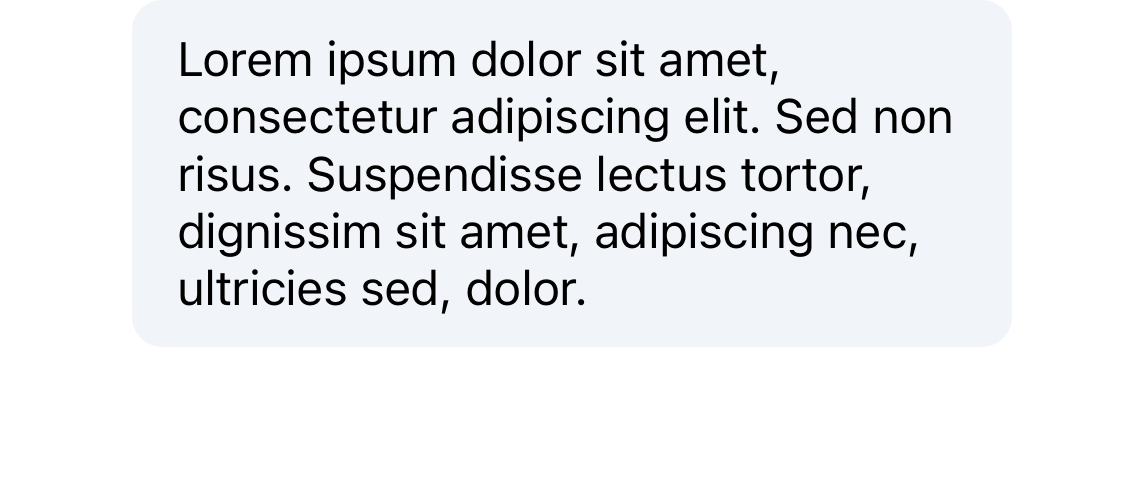 Lorem ipsum dolor sit amet,
consectetur adipiscing elit. Sed non
risus. Suspendisse lectus tortor,
dignissim sit amet, adipiscing nec,
ultricies sed, dolor.